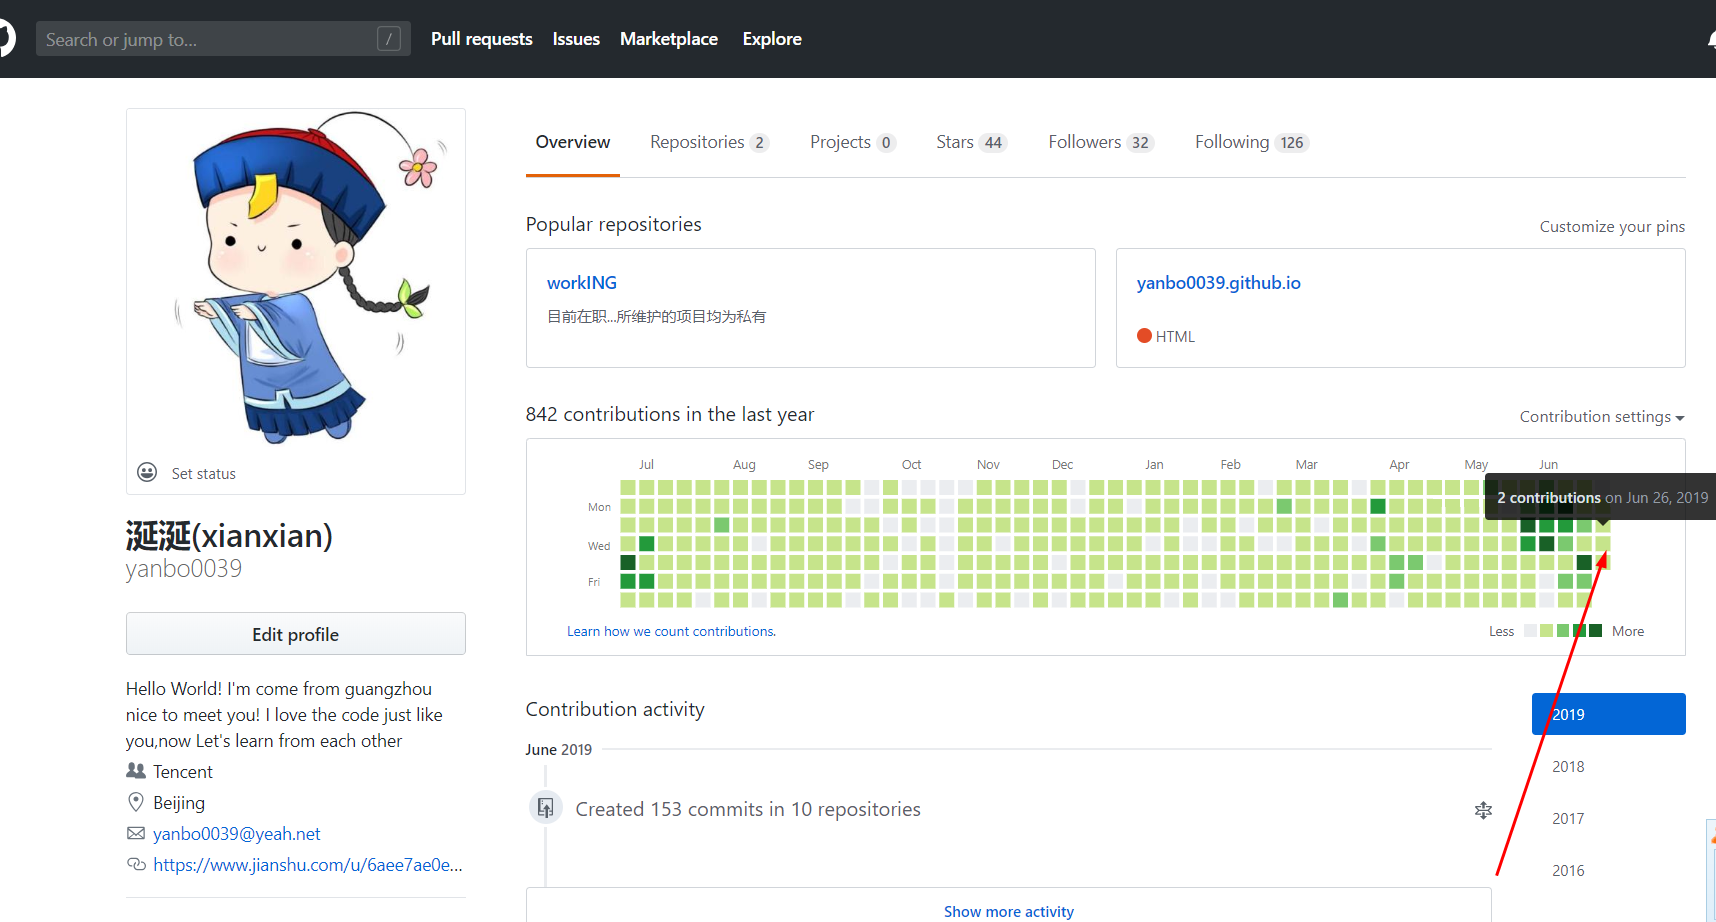 Search or jump to...
/
Pull requests
Issues
Marketplace
Explore
Set status
涎涎(xianxian)
yanbo0039
Edit profile
Hello World! I'm come from guangzhou
nice to meet you! I love the code just like
you,now Let's learn from each other
Tencent
Beijing
yanbo0039@yeah.net
https://www.jianshu.com/u/6aee7ae0e...
Overview
Repositories 2
Projects 0
Stars 44
Followers 32
Following 126
Popular repositories
Customize your pins
workING
目前在职...所维护的项目均为私有
yanbo0039.github.io
HTML
842 contributions in the last year
Contribution settings
Jul Aug Sep Oct Nov Dec Jan Feb Mar Apr May Jun
2 contributions on Jun 26, 2019
Mon
Wed
Fri
Learn how we count contributions.
Less
More
Contribution activity
June 2019
Created 153 commits in 10 repositories
Show more activity
2019
2018
2017
2016